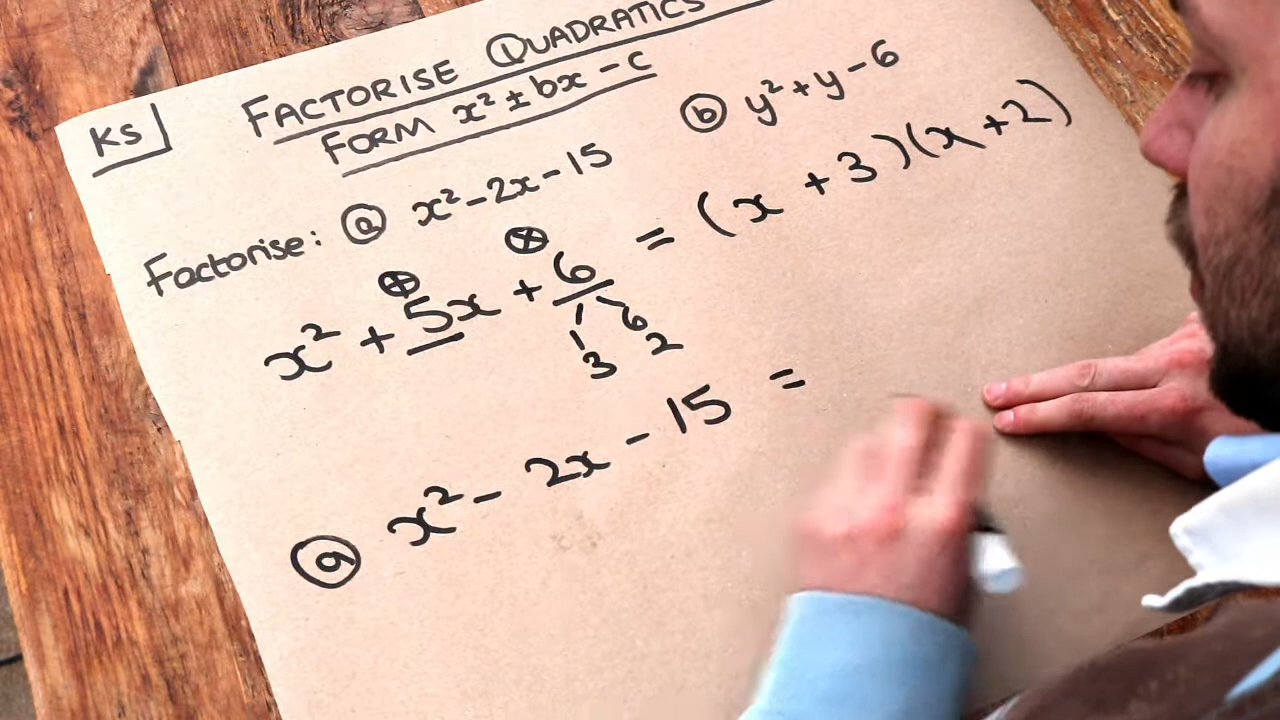 KS
FACTORISE QUADRATICS
FORM x² ± bx - c
Factorise: ⓐ x² - 2x - 15 ⓑ y² + y - 6
⊕ ⊗
x² + 5x + 6 = (x + 3)(x + 2)
1 6
3 2
ⓐ x² - 2x - 15 =